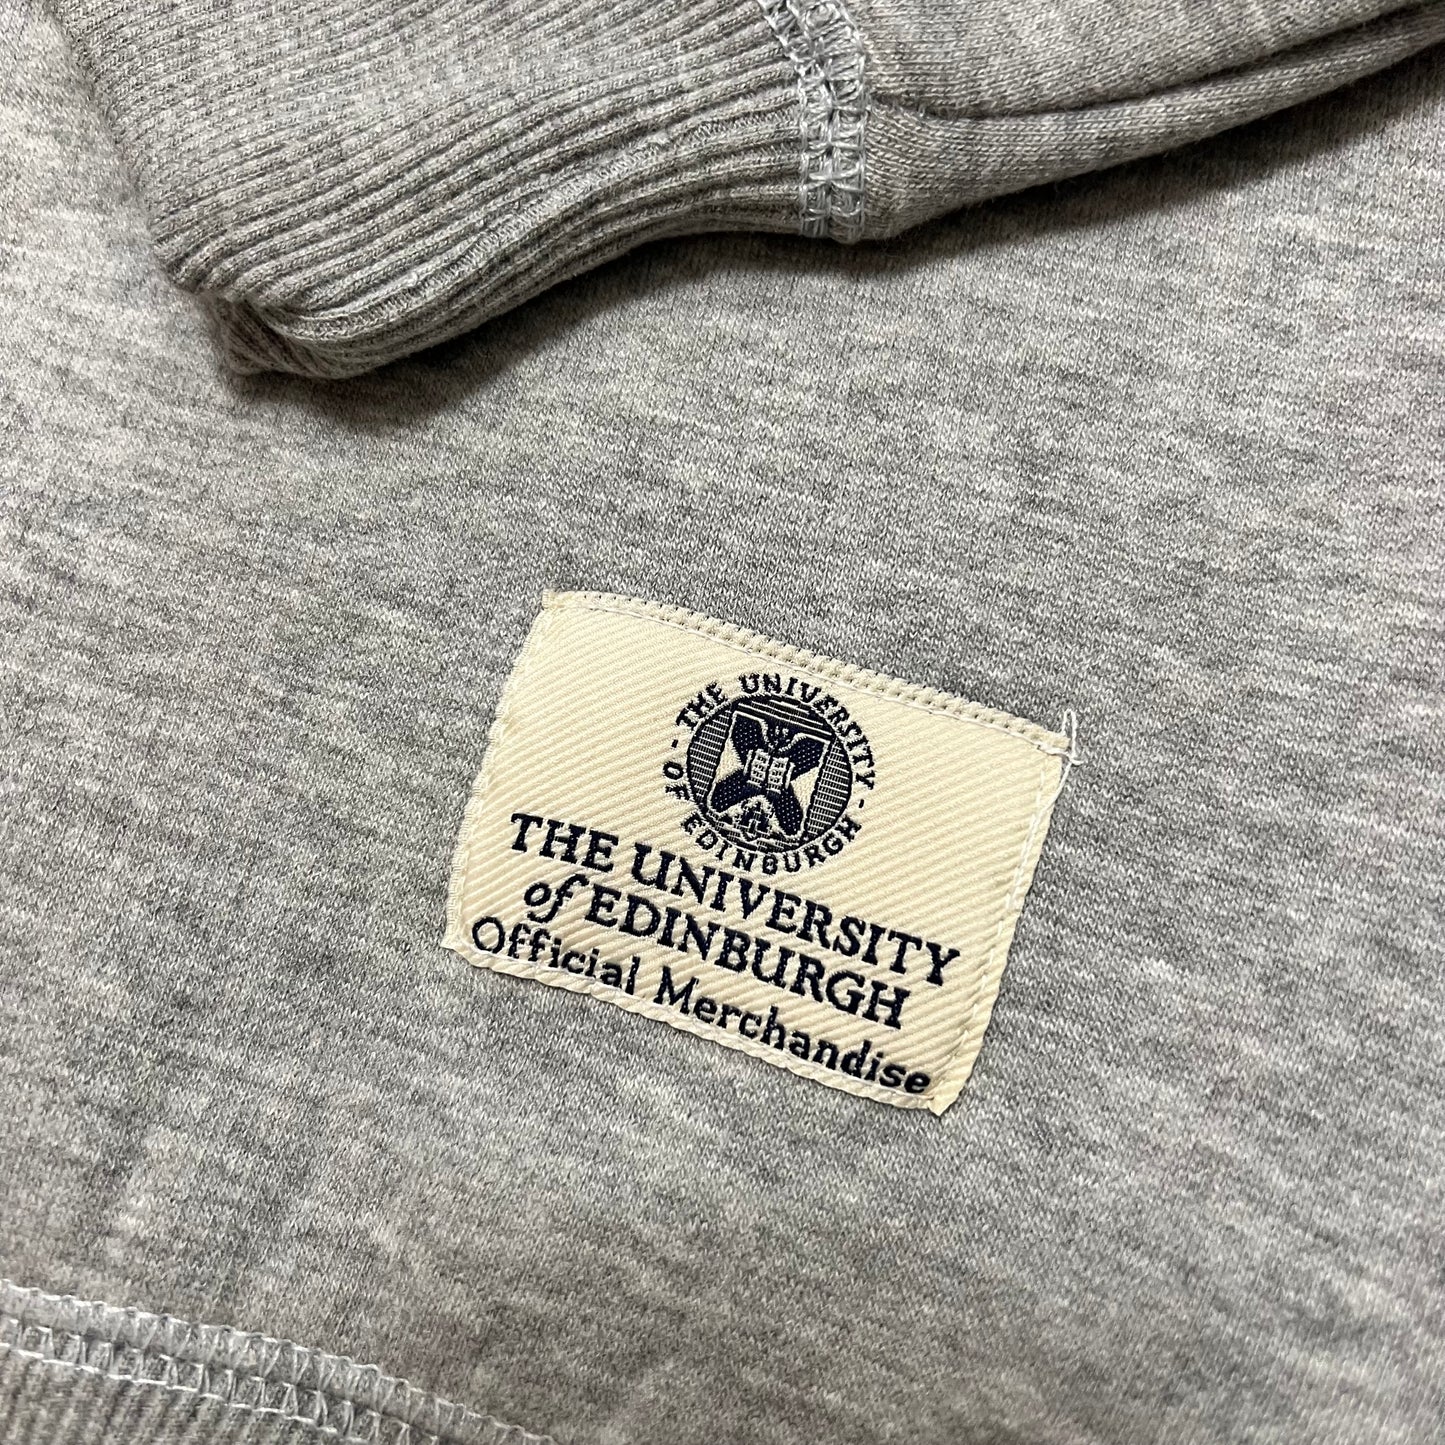 THE UNIVERSITY
- OF EDINBURGH -
THE UNIVERSITY
of EDINBURGH
Official Merchandise